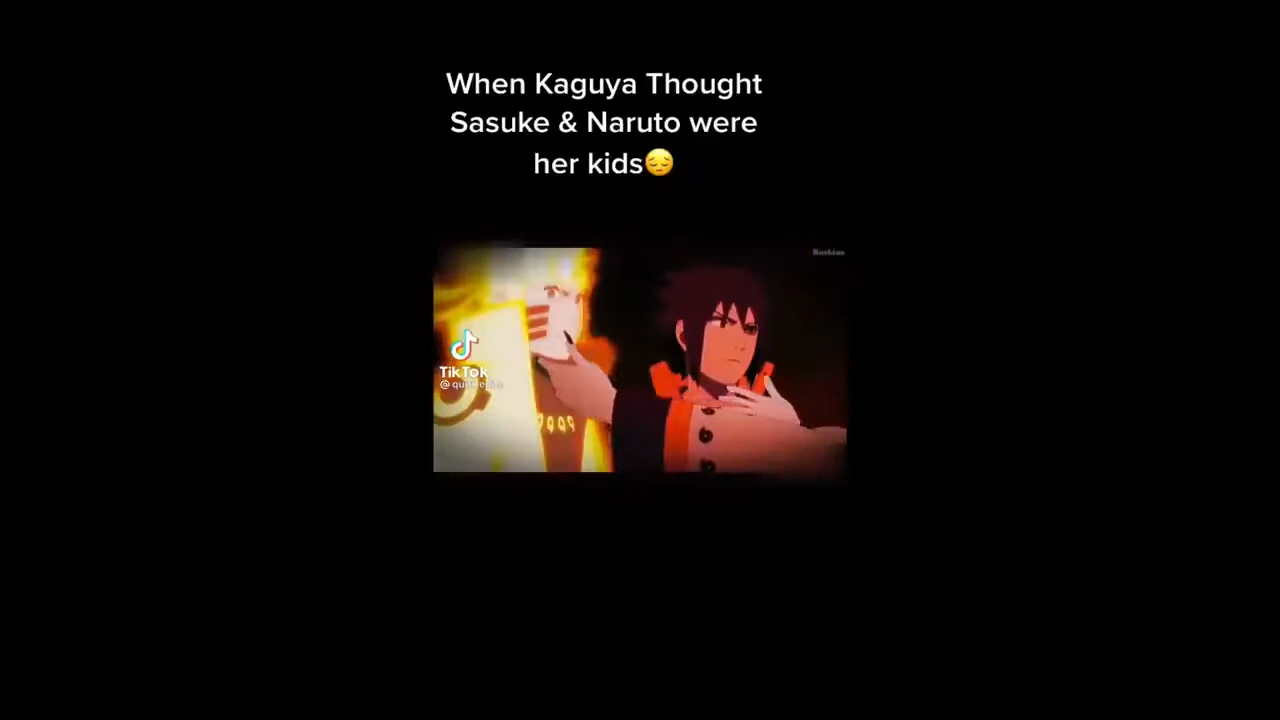 When Kaguya Thought
Sasuke & Naruto were
her kids😔
TikTok